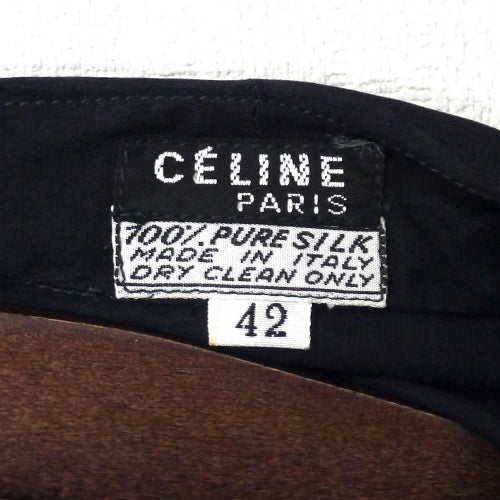 CÉLINE
PARIS
100% PURE SILK
MADE IN ITALY
DRY CLEAN ONLY
42